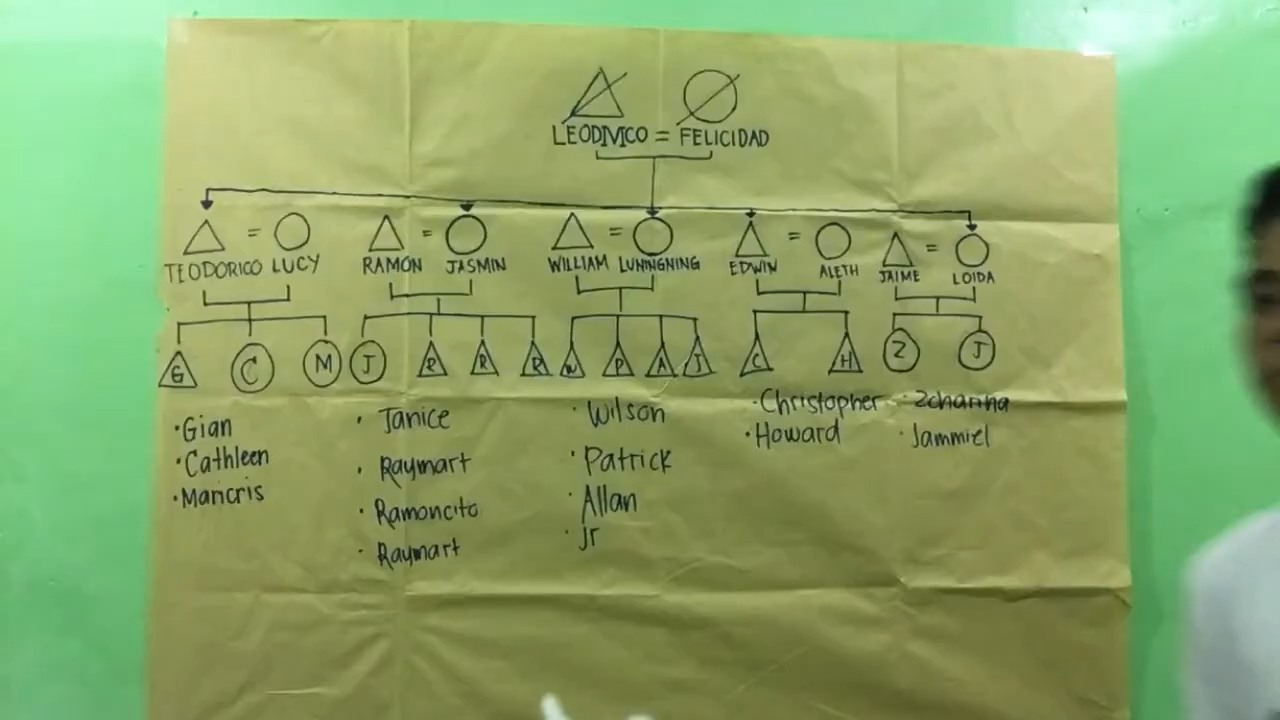 LEODIVICO = FELICIDAD
TEODORICO = LUCY
RAMON = JASMIN
WILLIAM = LUNINGNING
EDWIN = ALETH
JAIME = LOIDA
G C M
J R R R
W P A J
C H
Z J
· Gian
· Cathleen
· Maricris
· Janice
· Raymart
· Ramoncito
· Raymart
· Wilson
· Patrick
· Allan
· Jr
· Christopher
· Howard
· Zcharina
· Jammiel